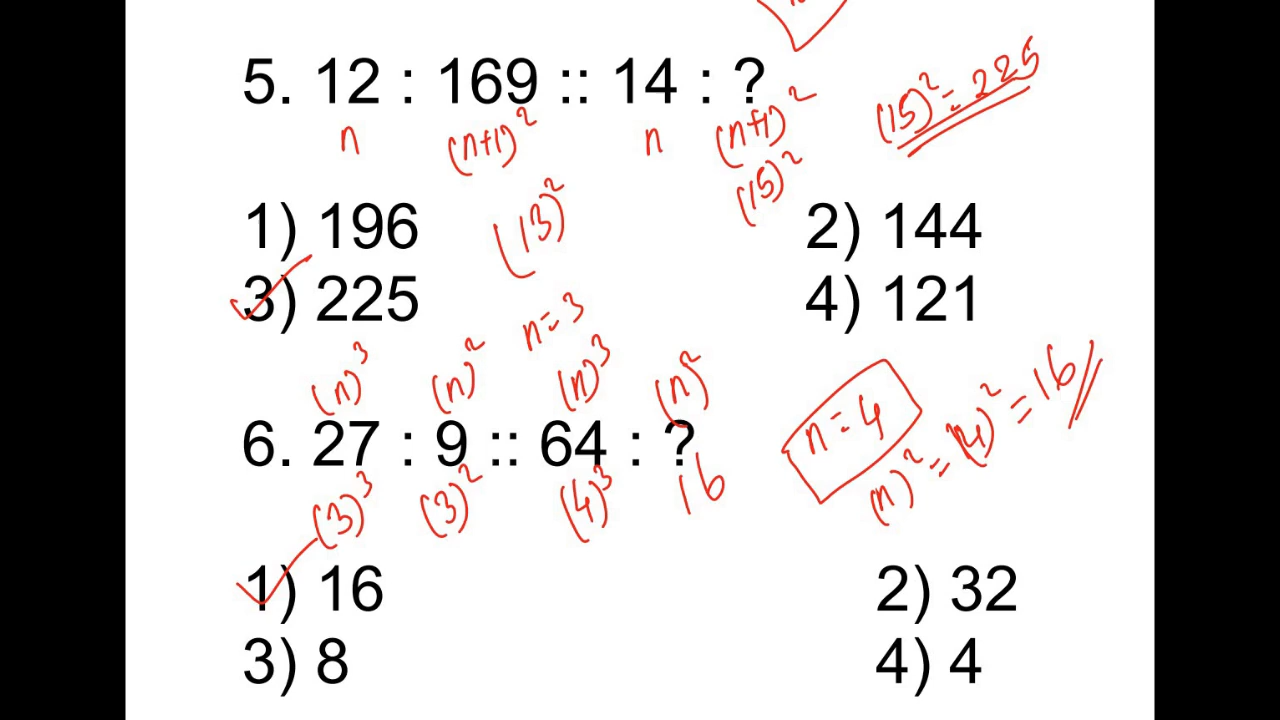 5. 12 : 169 :: 14 : ?
(15)² = 225
n (n+1)² n (n+1)²
(15)²
1) 196 (13)² 2) 144
3) 225 4) 121
n = 3
(n)³ (n)² (n)³ (n)²
6. 27 : 9 :: 64 : ?
n = 4
(n)² = (4)² = 16
(3)³ (3)² (4)³ 16
1) 16 2) 32
3) 8 4) 4